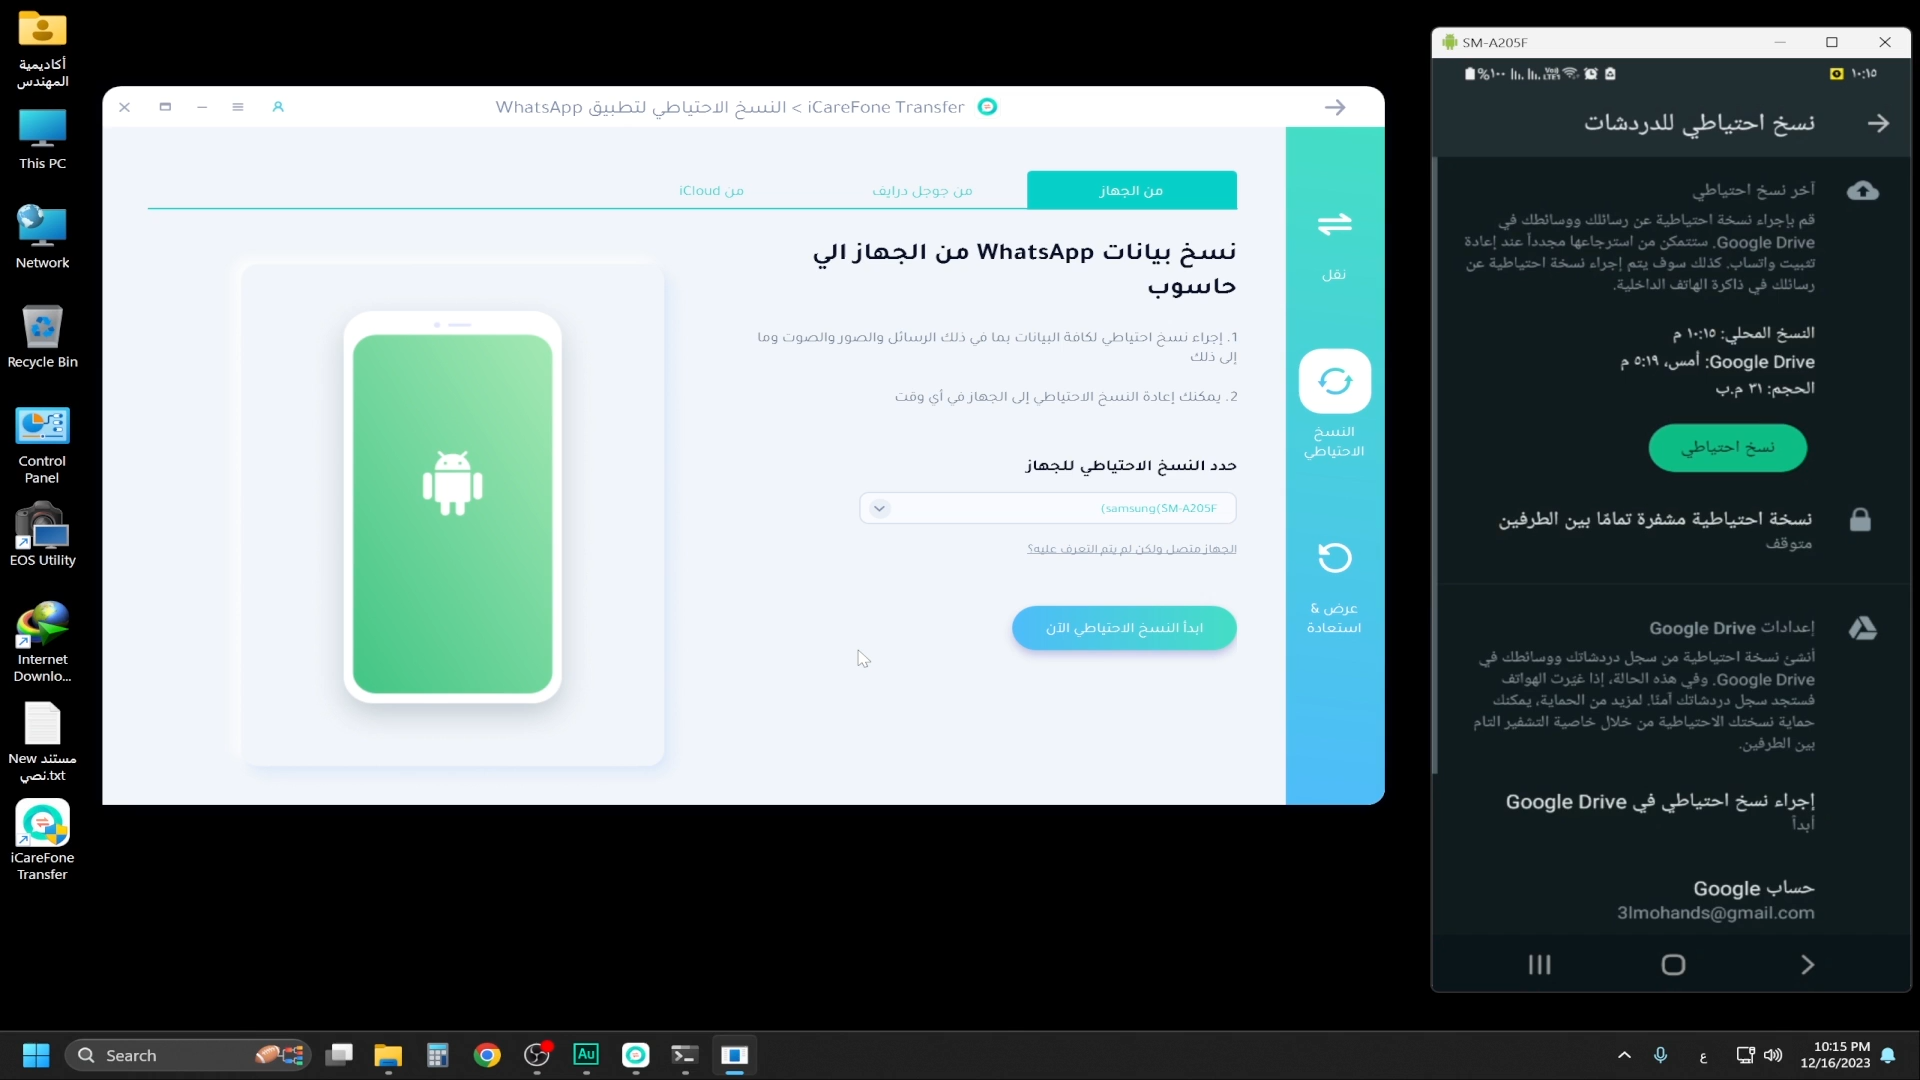 أكاديمية
المهندس
This PC
Network
Recycle Bin
Control
Panel
EOS Utility
Internet
Downlo...
New مستند
نصي.txt
iCareFone
Transfer
iCareFone Transfer > النسخ الاحتياطي لتطبيق WhatsApp
من الجهاز
من جوجل درايف
من iCloud
نسخ بيانات WhatsApp من الجهاز الي
حاسوب
1. إجراء نسخ احتياطي لكافة البيانات بما في ذلك الرسائل والصور والصوت وما
إلى ذلك
2. يمكنك إعادة النسخ الاحتياطي إلى الجهاز في أي وقت
حدد النسخ الاحتياطي للجهاز
samsung(SM-A205F)
الجهاز متصل ولكن لم يتم التعرف عليه؟
ابدأ النسخ الاحتياطي الآن
نقل
النسخ
الاحتياطي
عرض &
استعادة
SM-A205F
١٠:١٥
١٠٠%
نسخ احتياطي للدردشات
آخر نسخ احتياطي
قم بإجراء نسخة احتياطية عن رسائلك ووسائطك في
Google Drive. ستتمكن من استرجاعها مجدداً عند إعادة
تثبيت واتساب. كذلك سوف يتم إجراء نسخة احتياطية عن
رسائلك في ذاكرة الهاتف الداخلية.
النسخ المحلي: ١٠:١٥ م
Google Drive: أمس، ٥:١٩ م
الحجم: ٣١ م.ب
نسخ احتياطي
نسخة احتياطية مشفرة تمامًا بين الطرفين
متوقف
إعدادات Google Drive
أنشئ نسخة احتياطية من سجل دردشاتك ووسائطك في
Google Drive. وفي هذه الحالة، إذا غيّرت الهواتف
فستجد سجل دردشاتك آمنًا. لمزيد من الحماية، يمكنك
حماية نسختك الاحتياطية من خلال خاصية التشفير التام
بين الطرفين.
إجراء نسخ احتياطي في Google Drive
أبداً
حساب Google
3lmohands@gmail.com
Search
Au
ع
10:15 PM
12/16/2023